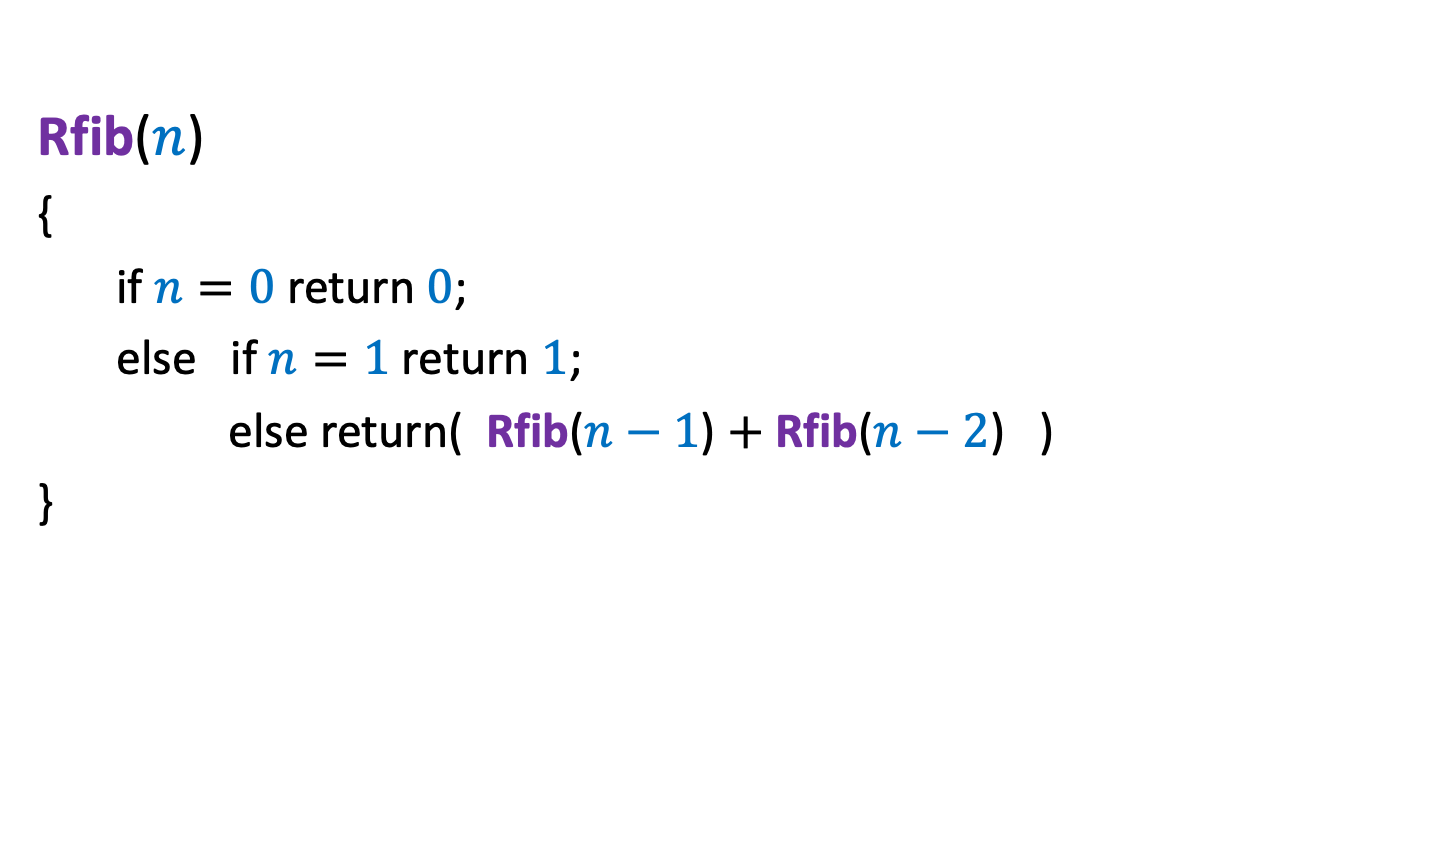 Rfib(n)
{
if n = 0 return 0;
else if n = 1 return 1;
else return( Rfib(n − 1) + Rfib(n − 2) )
}